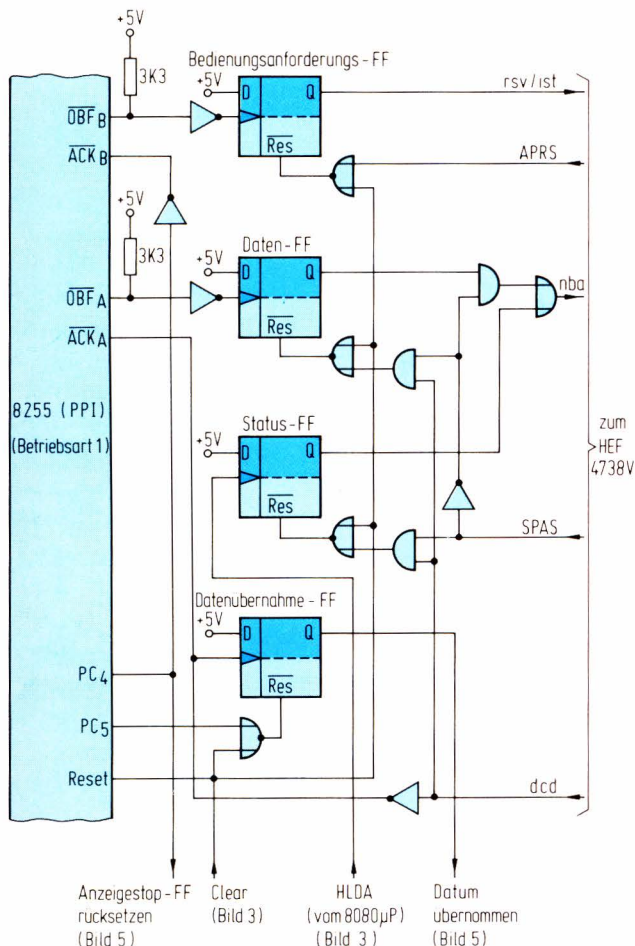 +5V
Bedienungsanforderungs-FF
+5V
3K3
D Q
rsv/ist
OBF B
Res
ACK B
APRS
+5V
Daten-FF
+5V
3K3
D Q
nba
OBF A
Res
ACK A
8255 (PPI)
(Betriebsart 1)
Status-FF
+5V
D Q
zum
HEF
4738V
Res
SPAS
Datenubernahme-FF
+5V
D Q
Res
PC4
PC5
Reset
dcd
Anzeigestop-FF
rücksetzen
(Bild 5)
Clear
(Bild 3)
HLDA
(vom 8080µP)
(Bild 3)
Datum
ubernommen
(Bild 5)